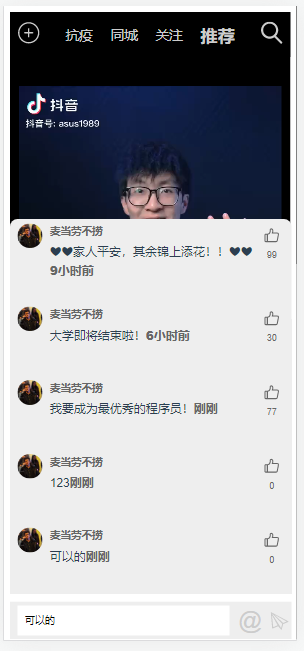 抗疫 同城 关注 推荐
抖音
抖音号: asus1989
麦当劳不捞
♥♥家人平安，其余锦上添花！！♥♥
9小时前
99
麦当劳不捞
大学即将结束啦！6小时前
30
麦当劳不捞
我要成为最优秀的程序员！刚刚
77
麦当劳不捞
123刚刚
0
麦当劳不捞
可以的刚刚
0
可以的 @